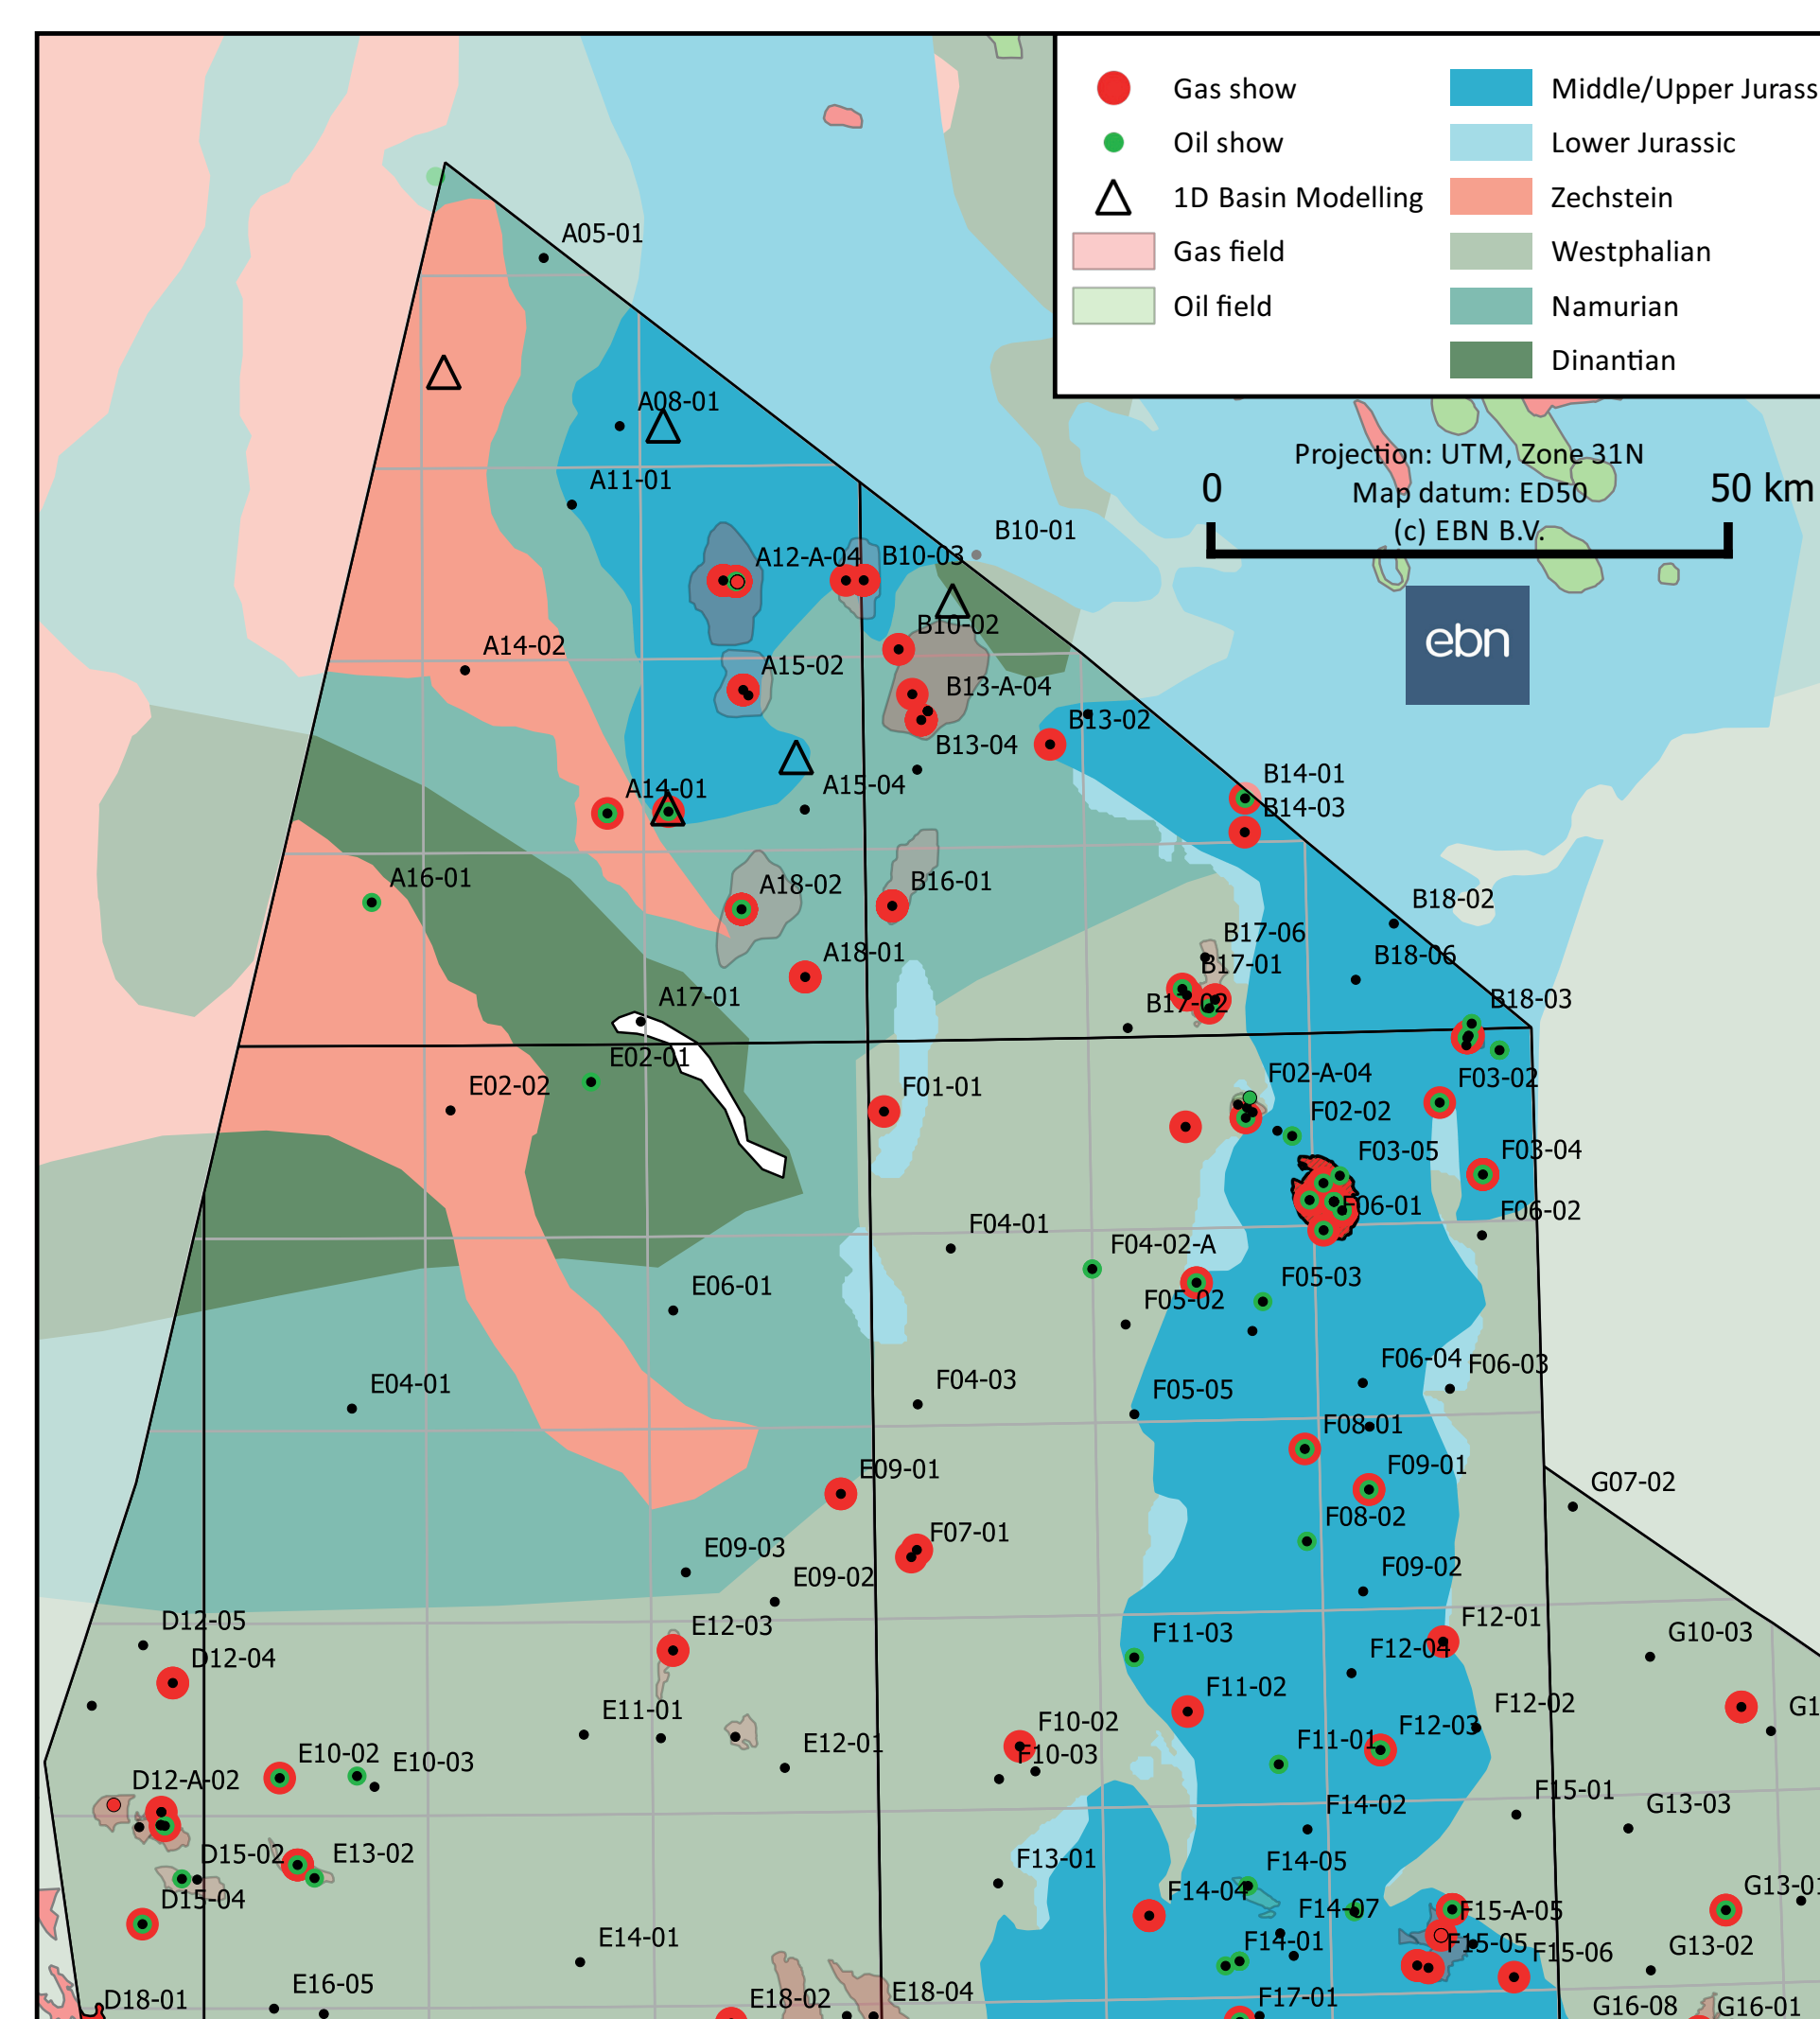 Gas show
Oil show
1D Basin Modelling
Gas field
Oil field
Middle/Upper Jurass
Lower Jurassic
Zechstein
Westphalian
Namurian
Dinantian
Projection: UTM, Zone 31N
0
50 km
Map datum: ED50
(c) EBN B.V.
ebn
A05-01
A08-01
A11-01
B10-01
A12-A-04
B10-03
B10-02
A14-02
A15-02
B13-A-04
B13-02
B13-04
B14-01
A14-01
A15-04
B14-03
A16-01
A18-02
B16-01
B18-02
B17-06
A18-01
B17-01
B18-06
A17-01
B17-02
B18-03
E02-01
E02-02
F01-01
F02-A-04
F03-02
F02-02
F03-05
F03-04
F06-01
F06-02
F04-01
F04-02-A
E06-01
F05-03
F05-02
E04-01
F04-03
F05-05
F06-04
F06-03
F08-01
E09-01
F09-01
G07-02
F08-02
F07-01
E09-03
E09-02
F09-02
D12-05
E12-03
F11-03
F12-01
D12-04
F12-04
G10-03
F11-02
E11-01
F12-02
G1
F10-02
F12-03
E10-02
E10-03
E12-01
F11-01
F10-03
D12-A-02
F15-01
F14-02
G13-03
D15-02
E13-02
F13-01
F14-05
D15-04
F14-04
F14-07
F15-A-05
G13-01
E14-01
F14-01
F15-05
F15-06
G13-02
D18-01
E16-05
E18-02
E18-04
F17-01
G16-08
G16-01